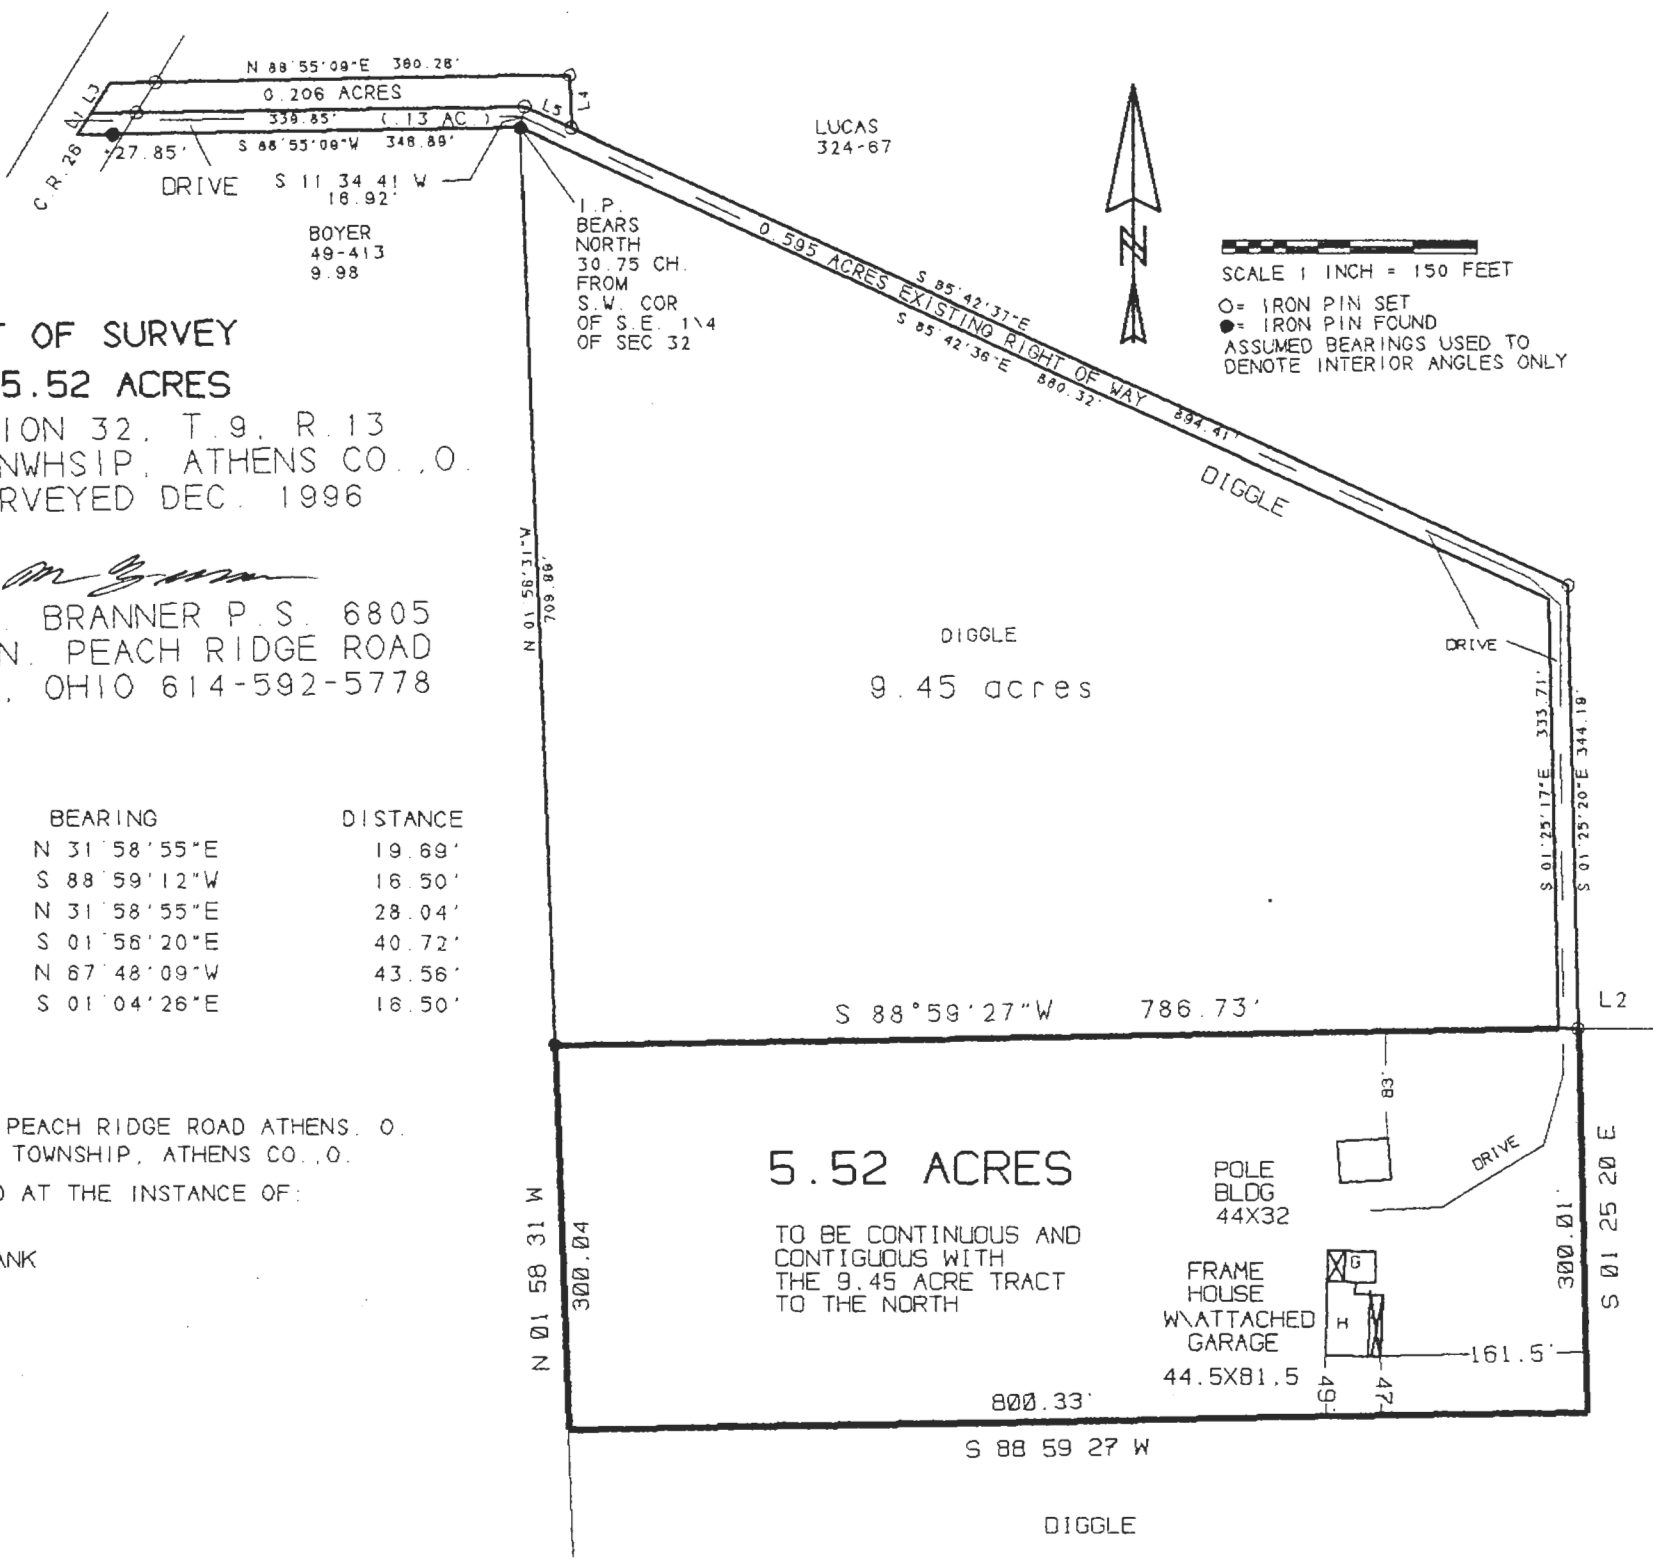 N 88°55'09"E 360.28'
0.206 ACRES
339.85' (.13 AC.)
S 88°55'09"W 348.89'
L1
L3
L4
L5
C.R. 26
27.85'
DRIVE
S 11 34 41 W
18.92'
BOYER
49-413
9.98
I.P.
BEARS
NORTH
30.75 CH.
FROM
S.W. COR
OF S.E. 1\4
OF SEC 32
LUCAS
324-67
N
SCALE 1 INCH = 150 FEET
O= IRON PIN SET
●= IRON PIN FOUND
ASSUMED BEARINGS USED TO
DENOTE INTERIOR ANGLES ONLY
0.595 ACRES EXISTING RIGHT OF WAY
S 85°42'37"E
894.41'
S 85°42'36"E 880.32'
DIGGLE
T OF SURVEY
5.52 ACRES
ION 32, T.9, R.13
NWHSIP, ATHENS CO.,O.
RVEYED DEC. 1996
BRANNER P.S. 6805
N. PEACH RIDGE ROAD
, OHIO 614-592-5778
N 01°58'31"W
709.86'
DIGGLE
9.45 acres
DRIVE
S 01°25'17"E 333.71'
S 01°25'20"E 344.19'
BEARING DISTANCE
N 31°58'55"E 19.69'
S 88°59'12"W 16.50'
N 31°58'55"E 28.04'
S 01°56'20"E 40.72'
N 67°48'09"W 43.56'
S 01°04'26"E 16.50'
S 88°59'27"W 786.73'
L2
PEACH RIDGE ROAD ATHENS, O.
TOWNSHIP, ATHENS CO.,O.
D AT THE INSTANCE OF:
ANK
N 01 58 31 W
300.04
5.52 ACRES
TO BE CONTINUOUS AND
CONTIGUOUS WITH
THE 9.45 ACRE TRACT
TO THE NORTH
POLE
BLDG
44X32
DRIVE
FRAME
HOUSE
W\ATTACHED
GARAGE
44.5X81.5
G
H
49'
47'
161.5'
300.01'
S 01 25 20 E
800.33'
S 88 59 27 W
DIGGLE